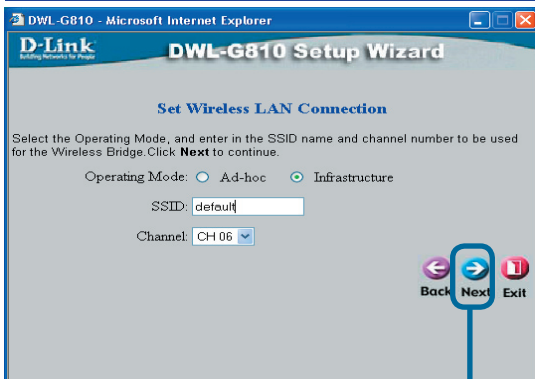 DWL-G810 - Microsoft Internet Explorer
D-Link
Building Networks for People
DWL-G810 Setup Wizard
Set Wireless LAN Connection
Select the Operating Mode, and enter in the SSID name and channel number to be used
for the Wireless Bridge.Click Next to continue.
Operating Mode: Ad-hoc Infrastructure
SSID: default
Channel: CH 06
Back Next Exit